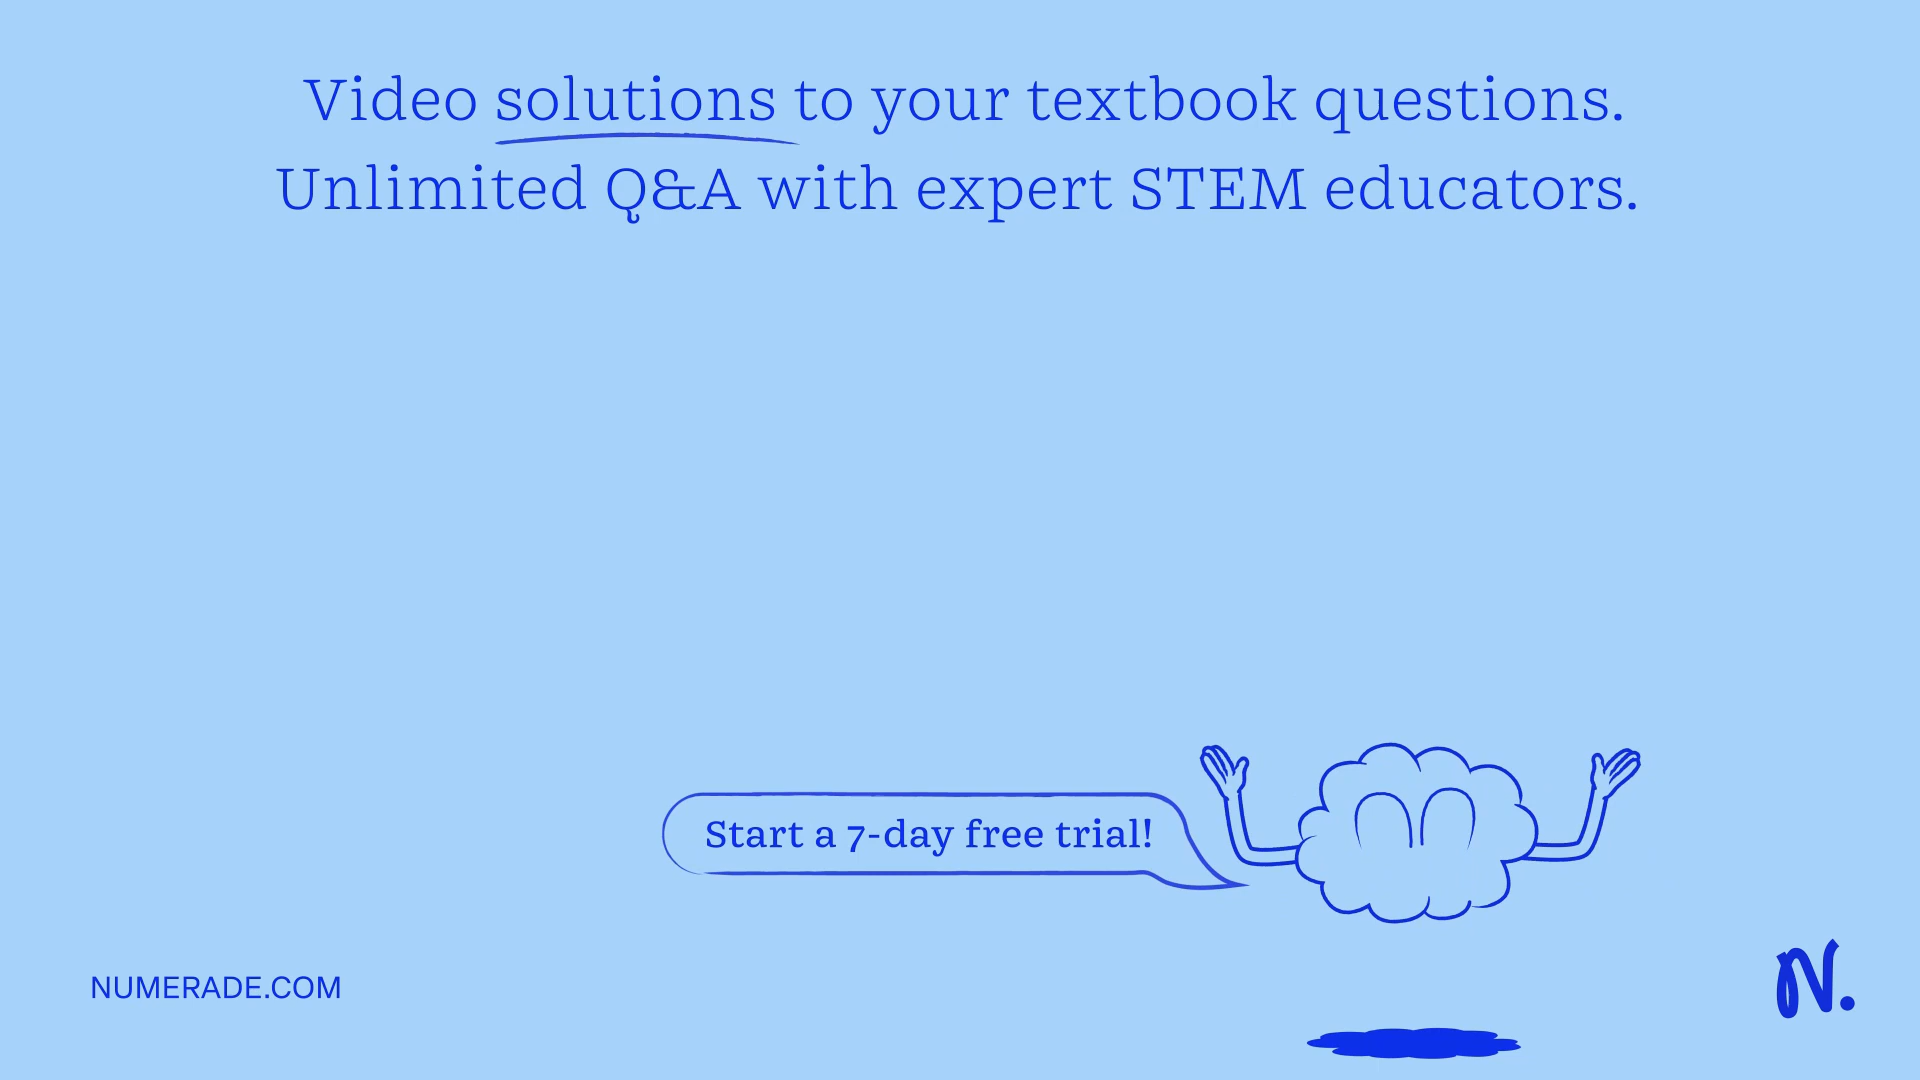 Video solutions to your textbook questions.
Unlimited Q&A with expert STEM educators.
Start a 7-day free trial!
NUMERADE.COM
N.